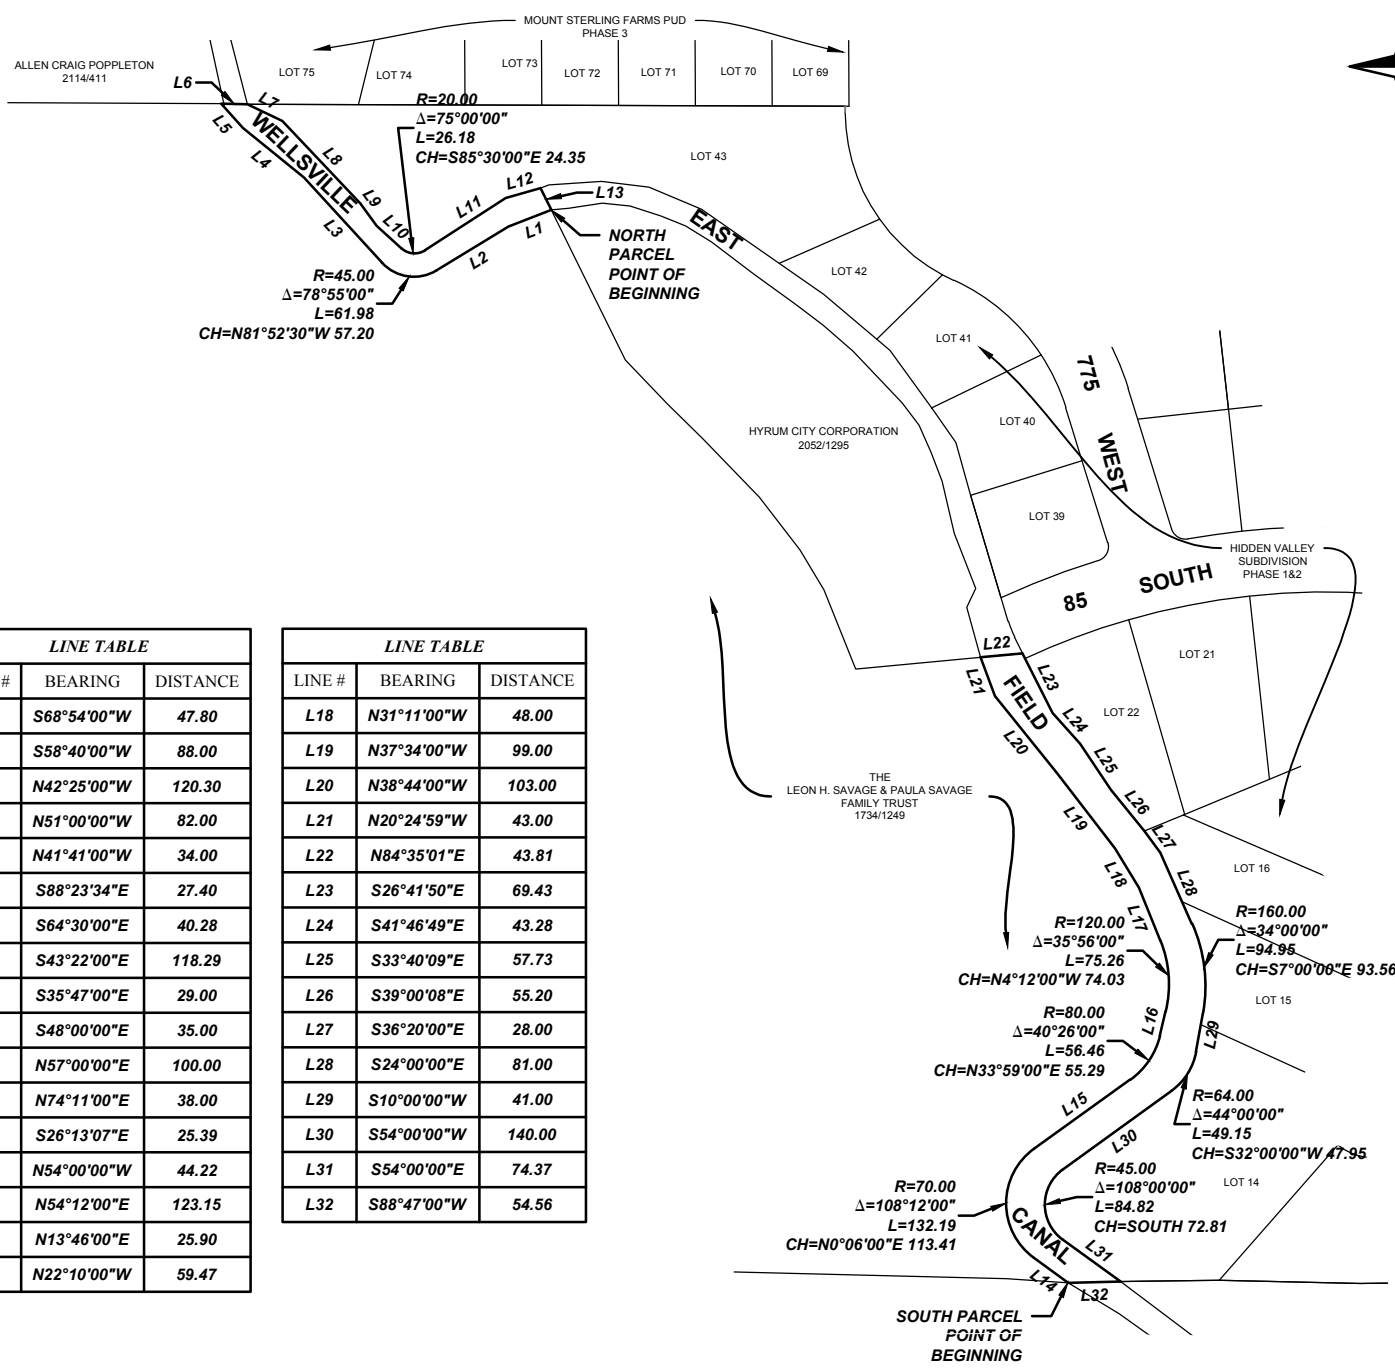 MOUNT STERLING FARMS PUD
PHASE 3
ALLEN CRAIG POPPLETON
2114/411
LOT 75
LOT 74
LOT 73
LOT 72
LOT 71
LOT 70
LOT 69
L6
L7
L5
WELLSVILLE
L4
L8
L3
L9
L10
R=20.00
Δ=75°00'00"
L=26.18
CH=S85°30'00"E 24.35
LOT 43
L11
L12
L13
L2
L1
EAST
NORTH
PARCEL
POINT OF
BEGINNING
R=45.00
Δ=78°55'00"
L=61.98
CH=N81°52'30"W 57.20
LOT 42
LOT 41
775
WEST
LOT 40
HYRUM CITY CORPORATION
2052/1295
LOT 39
HIDDEN VALLEY
SUBDIVISION
PHASE 1&2
85
SOUTH
LINE TABLE
# BEARING DISTANCE
S68°54'00"W 47.80
S58°40'00"W 88.00
N42°25'00"W 120.30
N51°00'00"W 82.00
N41°41'00"W 34.00
S88°23'34"E 27.40
S64°30'00"E 40.28
S43°22'00"E 118.29
S35°47'00"E 29.00
S48°00'00"E 35.00
N57°00'00"E 100.00
N74°11'00"E 38.00
S26°13'07"E 25.39
N54°00'00"W 44.22
N54°12'00"E 123.15
N13°46'00"E 25.90
N22°10'00"W 59.47
LINE TABLE
LINE # BEARING DISTANCE
L18 N31°11'00"W 48.00
L19 N37°34'00"W 99.00
L20 N38°44'00"W 103.00
L21 N20°24'59"W 43.00
L22 N84°35'01"E 43.81
L23 S26°41'50"E 69.43
L24 S41°46'49"E 43.28
L25 S33°40'09"E 57.73
L26 S39°00'08"E 55.20
L27 S36°20'00"E 28.00
L28 S24°00'00"E 81.00
L29 S10°00'00"W 41.00
L30 S54°00'00"W 140.00
L31 S54°00'00"E 74.37
L32 S88°47'00"W 54.56
L22
L21
FIELD
L23
L20
L24
LOT 21
LOT 22
L25
L26
THE
LEON H. SAVAGE & PAULA SAVAGE
FAMILY TRUST
1734/1249
L19
L27
L18
L28
LOT 16
L17
R=120.00
Δ=35°56'00"
L=75.26
CH=N4°12'00"W 74.03
R=160.00
Δ=34°00'00"
L=94.95
CH=S7°00'00"E 93.56
LOT 15
L16
L29
R=80.00
Δ=40°26'00"
L=56.46
CH=N33°59'00"E 55.29
L15
L30
R=64.00
Δ=44°00'00"
L=49.15
CH=S32°00'00"W 47.95
R=45.00
Δ=108°00'00"
L=84.82
CH=SOUTH 72.81
LOT 14
R=70.00
Δ=108°12'00"
L=132.19
CH=N0°06'00"E 113.41
CANAL
L31
L14
L32
SOUTH PARCEL
POINT OF
BEGINNING